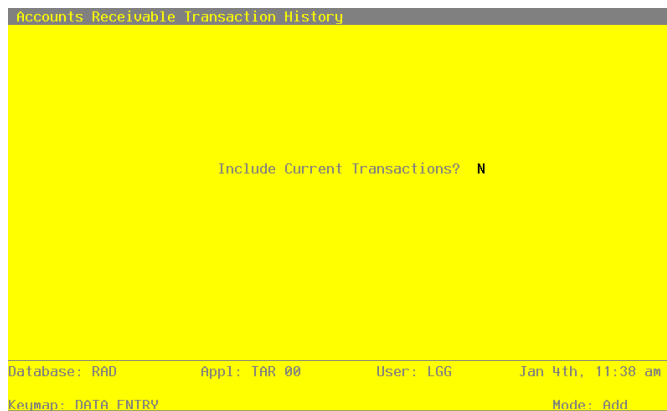 Accounts Receivable Transaction History
Include Current Transactions? N
Database: RAD Appl: TAR 00 User: LGG Jan 4th, 11:38 am
Keymap: DATA ENTRY Mode: Add